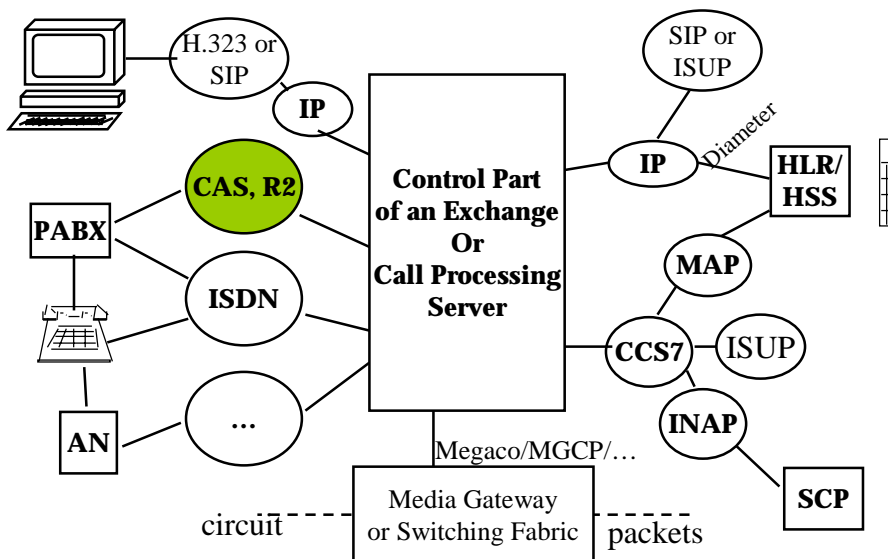 H.323 or
SIP
IP
SIP or
ISUP
Diameter
IP
HLR/
HSS
CAS, R2
PABX
Control Part
of an Exchange
Or
Call Processing
Server
MAP
ISDN
CCS7
ISUP
AN
...
INAP
Megaco/MGCP/...
SCP
Media Gateway
or Switching Fabric
circuit
packets